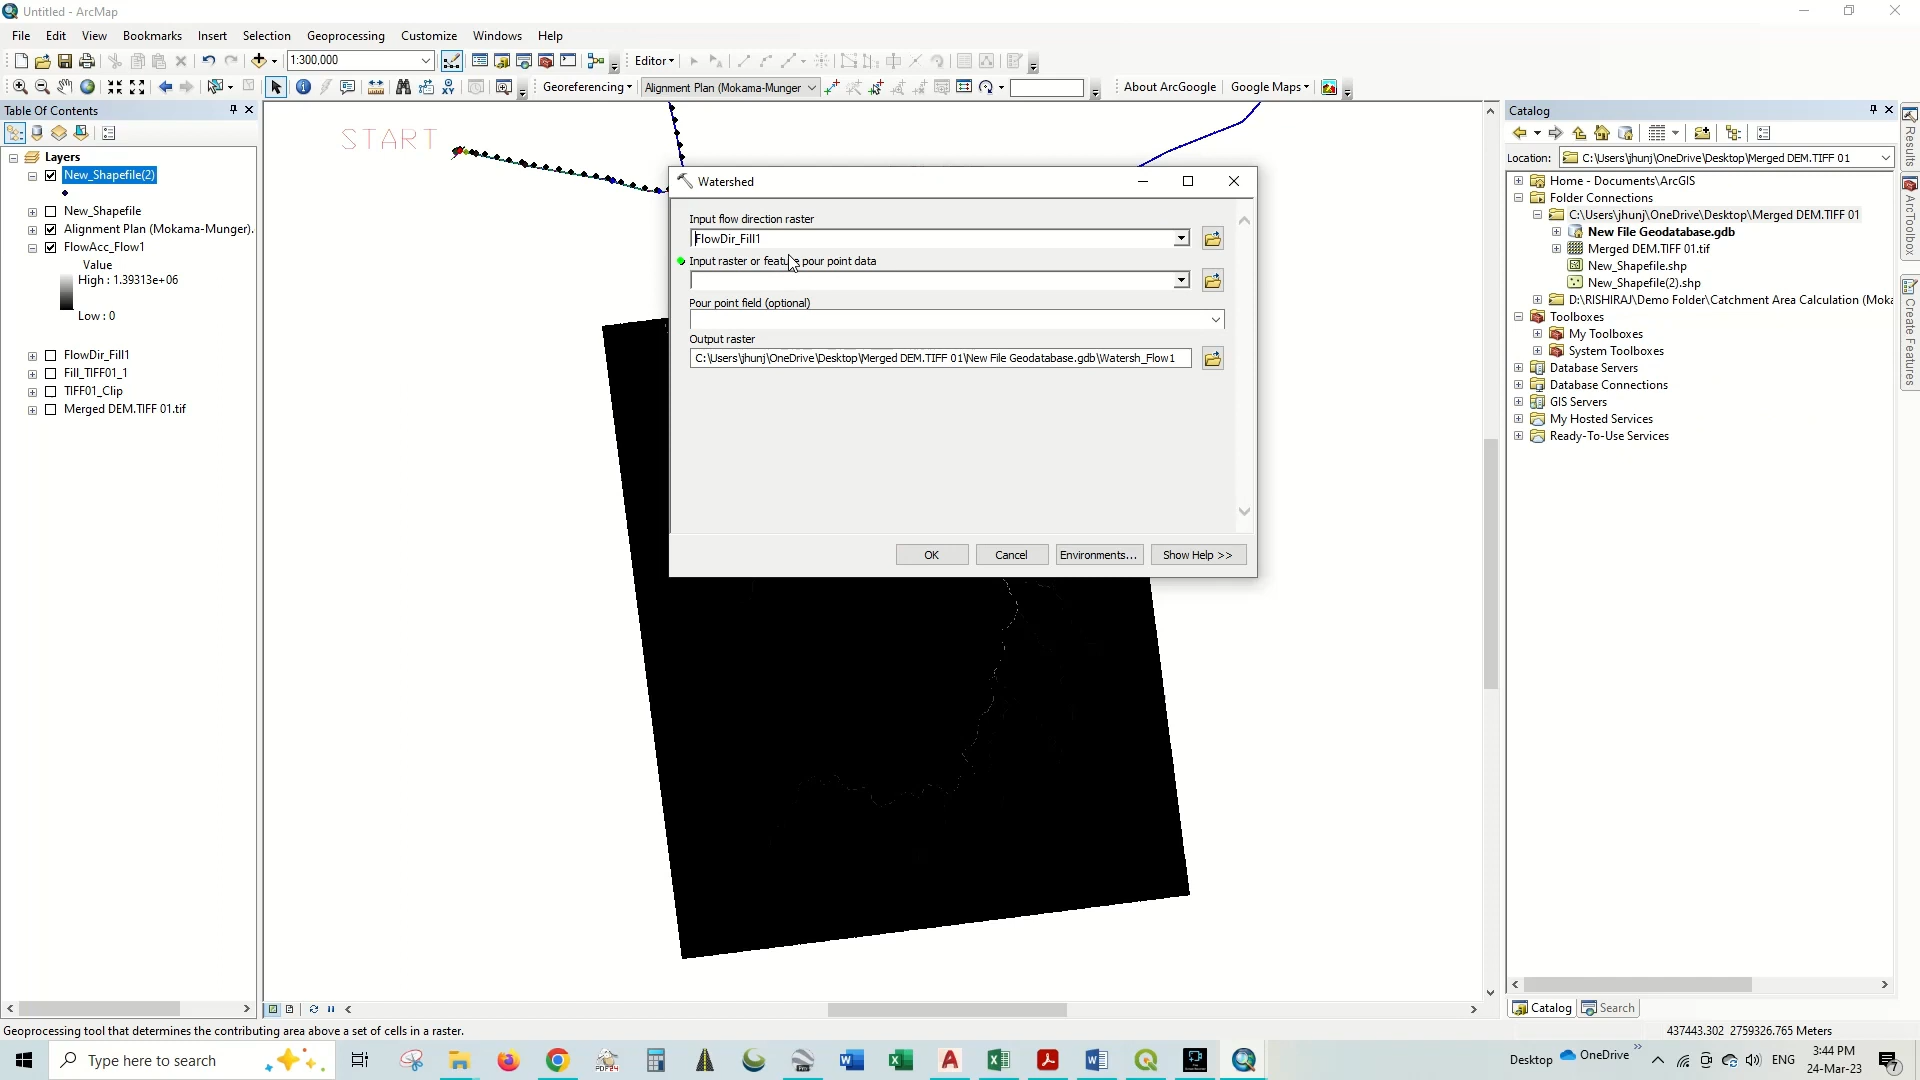 Untitled - ArcMap
File Edit View Bookmarks Insert Selection Geoprocessing Customize Windows Help
1:300,000
Editor
Georeferencing
Alignment Plan (Mokama-Munger
About ArcGoogle
Google Maps
Table Of Contents
Layers
New_Shapefile(2)
New_Shapefile
Alignment Plan (Mokama-Munger).
FlowAcc_Flow1
Value
High : 1.39313e+06
Low : 0
FlowDir_Fill1
Fill_TIFF01_1
TIFF01_Clip
Merged DEM.TIFF 01.tif
START
Watershed
Input flow direction raster
FlowDir_Fill1
Input raster or feature pour point data
Pour point field (optional)
Output raster
C:\Users\jhunj\OneDrive\Desktop\Merged DEM.TIFF 01\New File Geodatabase.gdb\Watersh_Flow1
OK
Cancel
Environments...
Show Help >>
Catalog
Location:
C:\Users\jhunj\OneDrive\Desktop\Merged DEM.TIFF 01
Home - Documents\ArcGIS
Folder Connections
C:\Users\jhunj\OneDrive\Desktop\Merged DEM.TIFF 01
New File Geodatabase.gdb
Merged DEM.TIFF 01.tif
New_Shapefile.shp
New_Shapefile(2).shp
D:\RISHIRAJ\Demo Folder\Catchment Area Calculation (Moka
Toolboxes
My Toolboxes
System Toolboxes
Database Servers
Database Connections
GIS Servers
My Hosted Services
Ready-To-Use Services
Catalog
Search
Results
ArcToolbox
Create Features
Geoprocessing tool that determines the contributing area above a set of cells in a raster.
437443.302 2759326.765 Meters
Type here to search
Desktop
OneDrive
ENG
3:44 PM
24-Mar-23
7